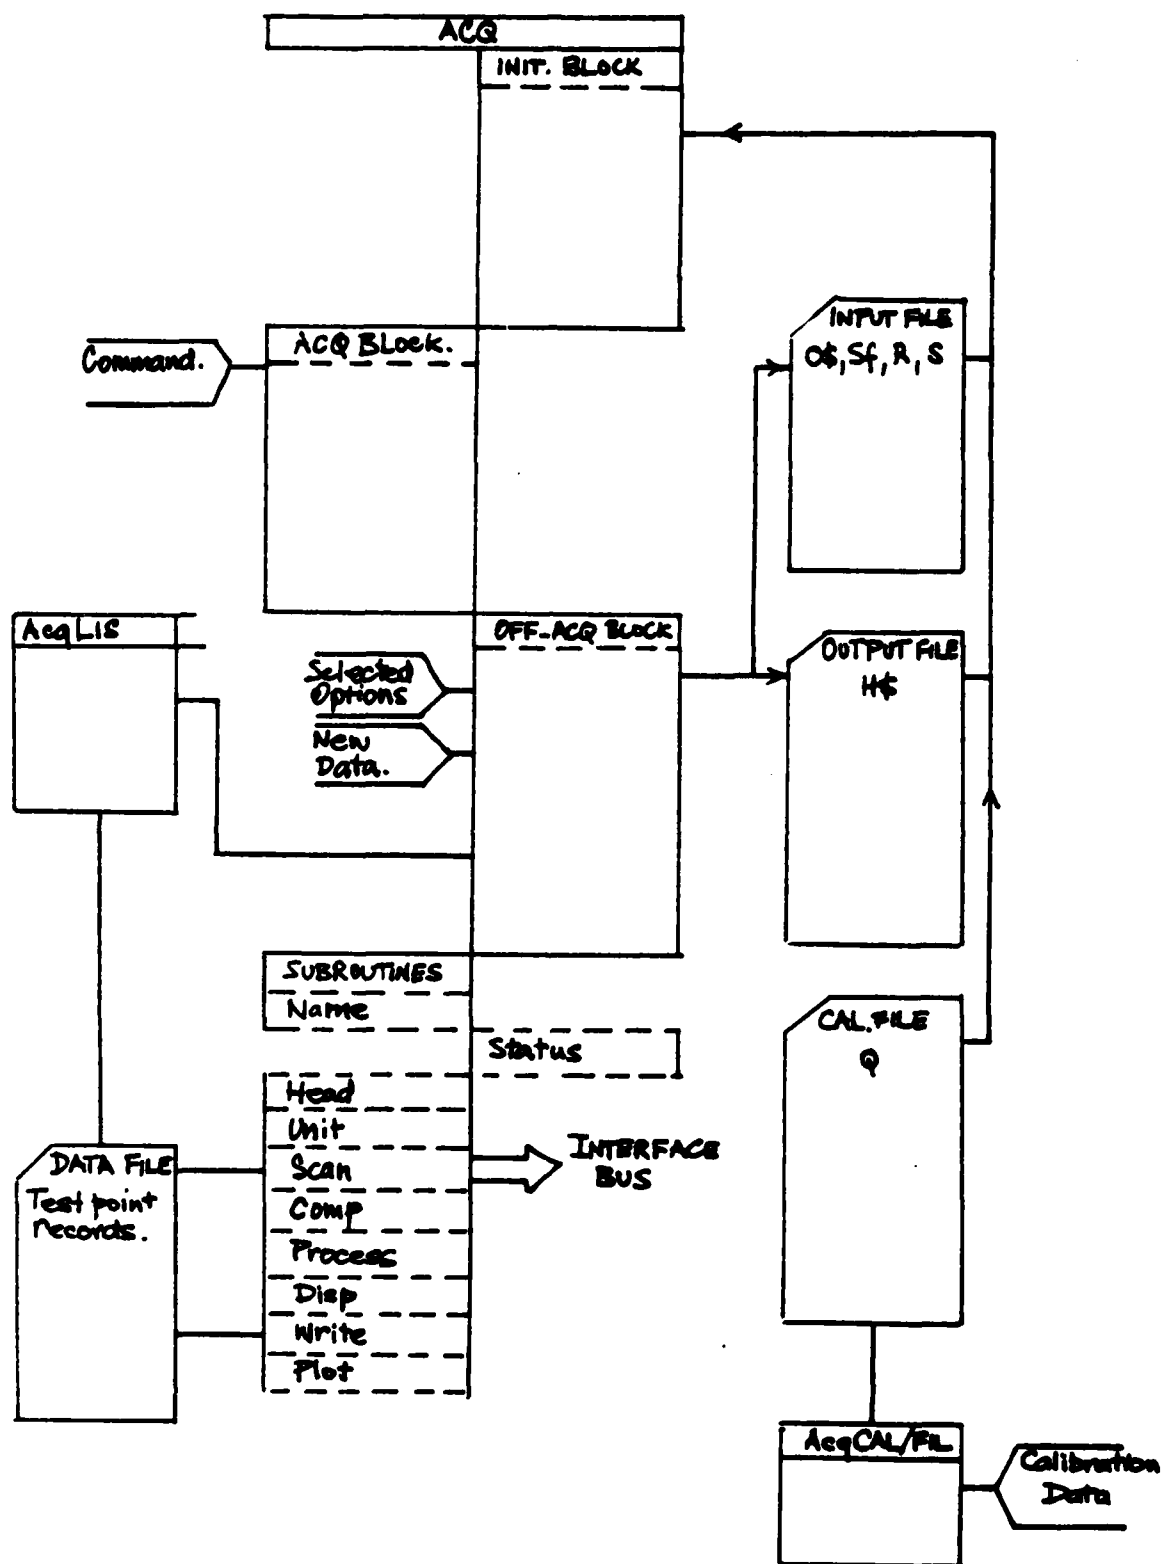 ACQ
INIT. BLOCK
ACQ BLOCK.
Command.
INPUT FILE
O$, Sf, R, S
AcqLIS
OFF-ACQ BLOCK
Selected
Options
New
Data.
OUTPUT FILE
H$
SUBROUTINES
Name
Status
Head
Unit
Scan
Comp
Process
Disp
Write
Plot
INTERFACE
BUS
DATA FILE
Test point
records.
CAL. FILE
Q
AcqCAL/FIL
Calibration
Data